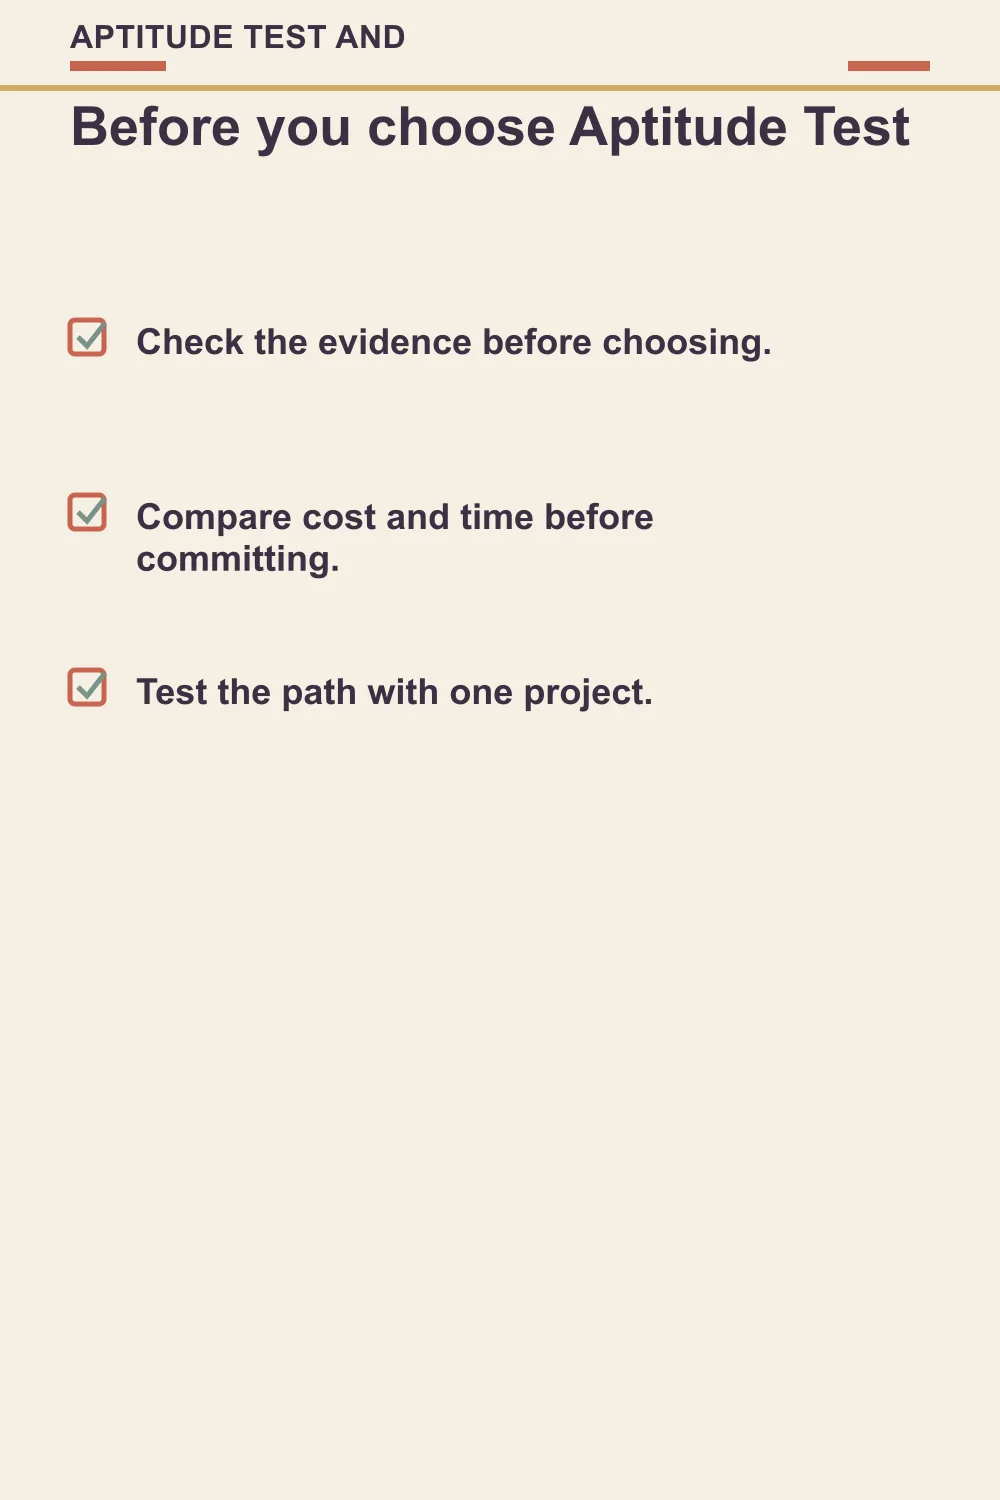 APTITUDE TEST AND
Before you choose Aptitude Test
Check the evidence before choosing.
Compare cost and time before
committing.
Test the path with one project.